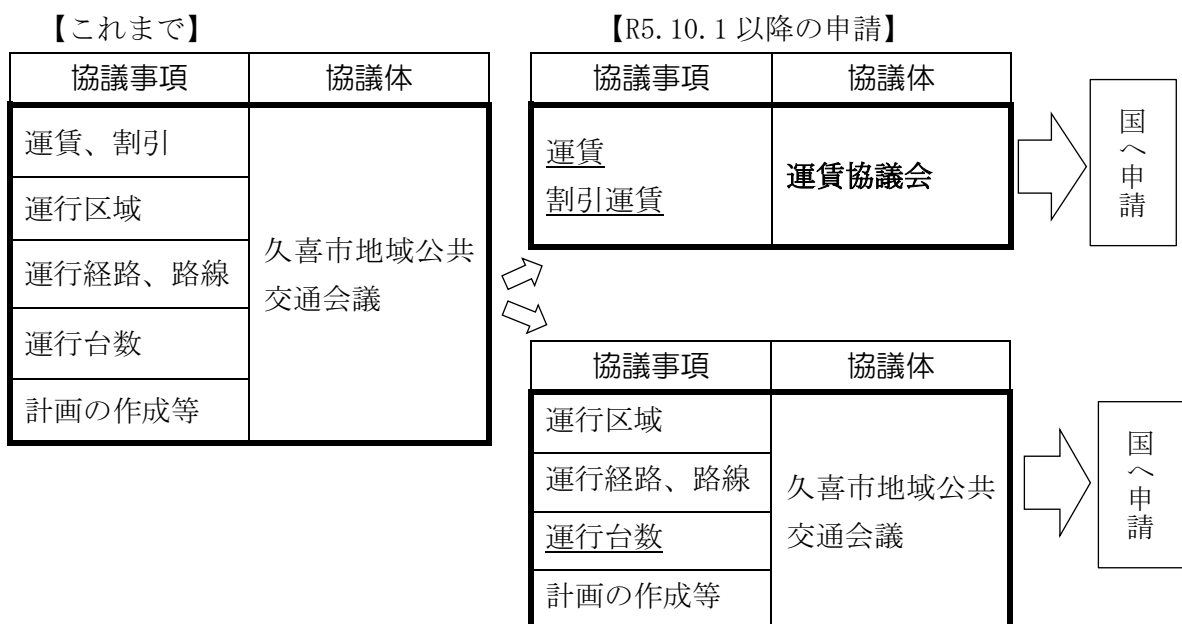 【これまで】
協議事項 協議体
運賃、割引
運行区域
運行経路、路線
運行台数
計画の作成等
久喜市地域公共
交通会議
【R5.10.1以降の申請】
協議事項 協議体
運賃
割引運賃
運賃協議会
国へ申請
協議事項 協議体
運行区域
運行経路、路線
運行台数
計画の作成等
久喜市地域公共
交通会議
国へ申請